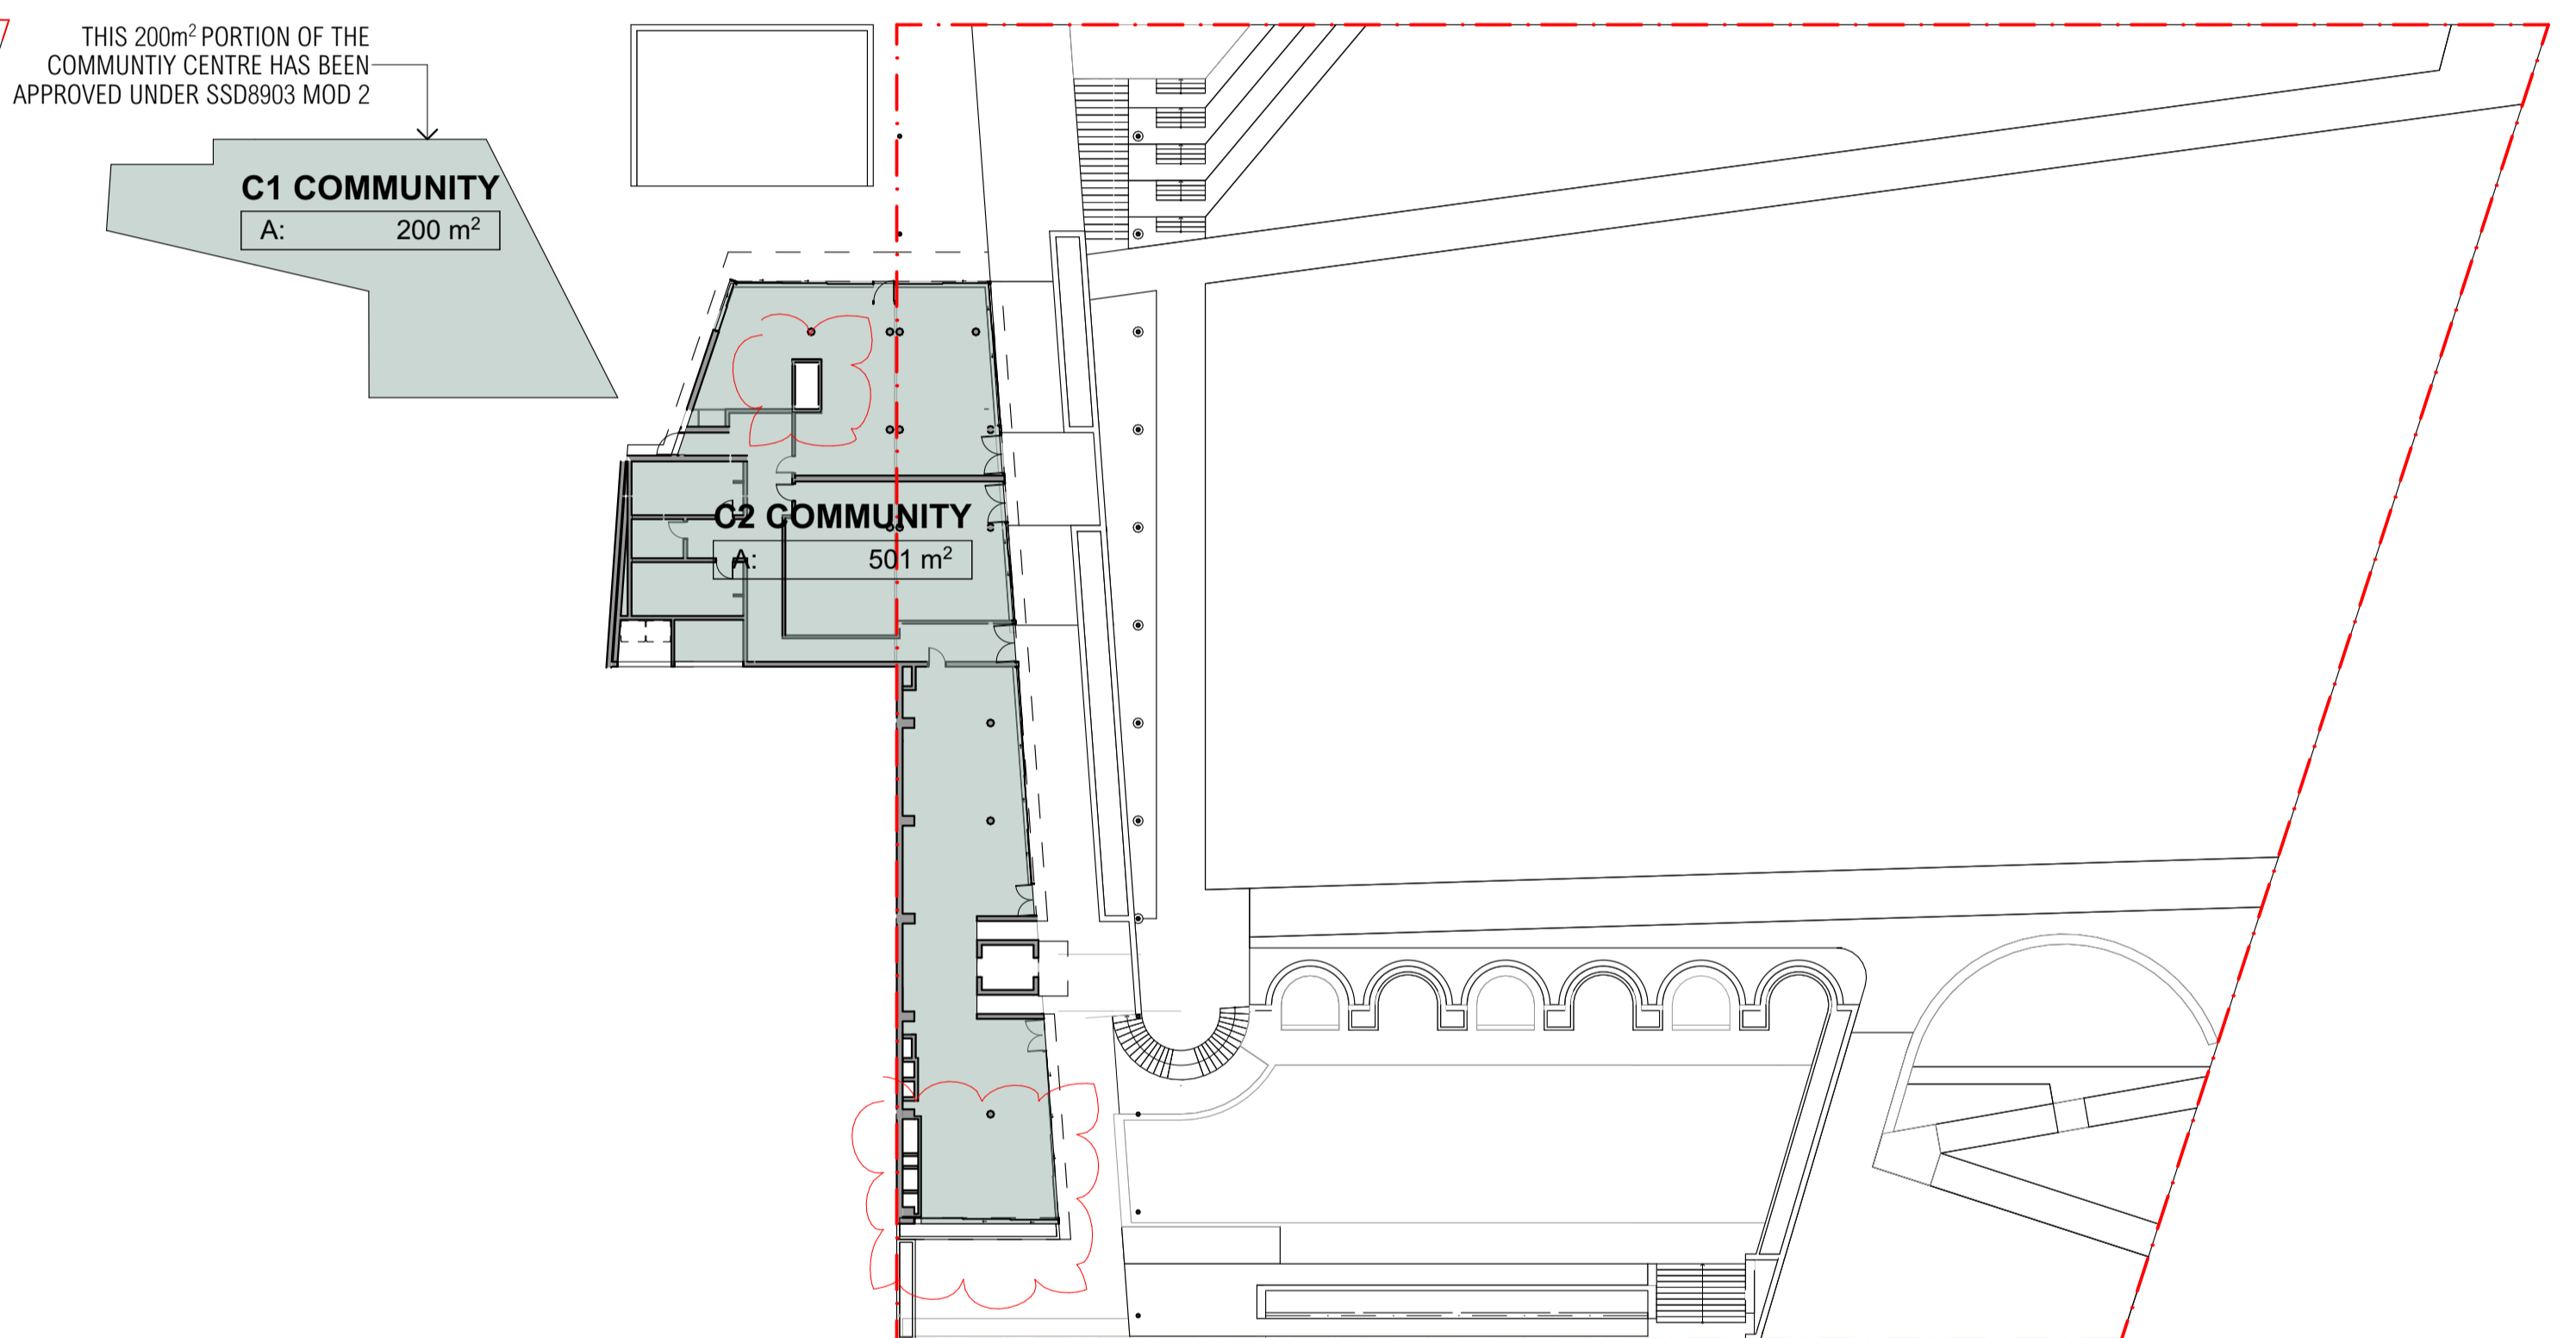 THIS 200m² PORTION OF THE
COMMUNTIY CENTRE HAS BEEN
APPROVED UNDER SSD8903 MOD 2
C1 COMMUNITY
A: 200 m²
C2 COMMUNITY
A: 501 m²